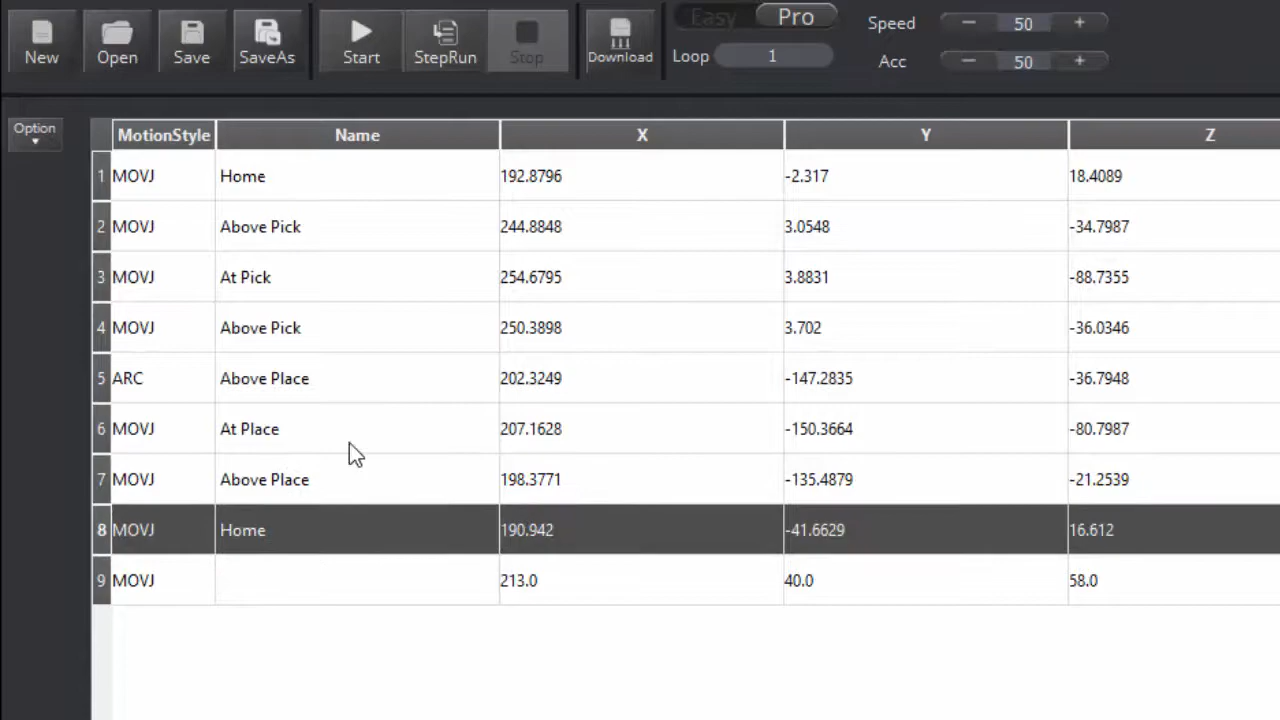 New Open Save SaveAs Start StepRun Stop Download Easy Pro Speed 50
Loop 1 Acc 50
Option
MotionStyle Name X Y Z
1 MOVJ Home 192.8796 -2.317 18.4089
2 MOVJ Above Pick 244.8848 3.0548 -34.7987
3 MOVJ At Pick 254.6795 3.8831 -88.7355
4 MOVJ Above Pick 250.3898 3.702 -36.0346
5 ARC Above Place 202.3249 -147.2835 -36.7948
6 MOVJ At Place 207.1628 -150.3664 -80.7987
7 MOVJ Above Place 198.3771 -135.4879 -21.2539
8 MOVJ Home 190.942 -41.6629 16.612
9 MOVJ 213.0 40.0 58.0